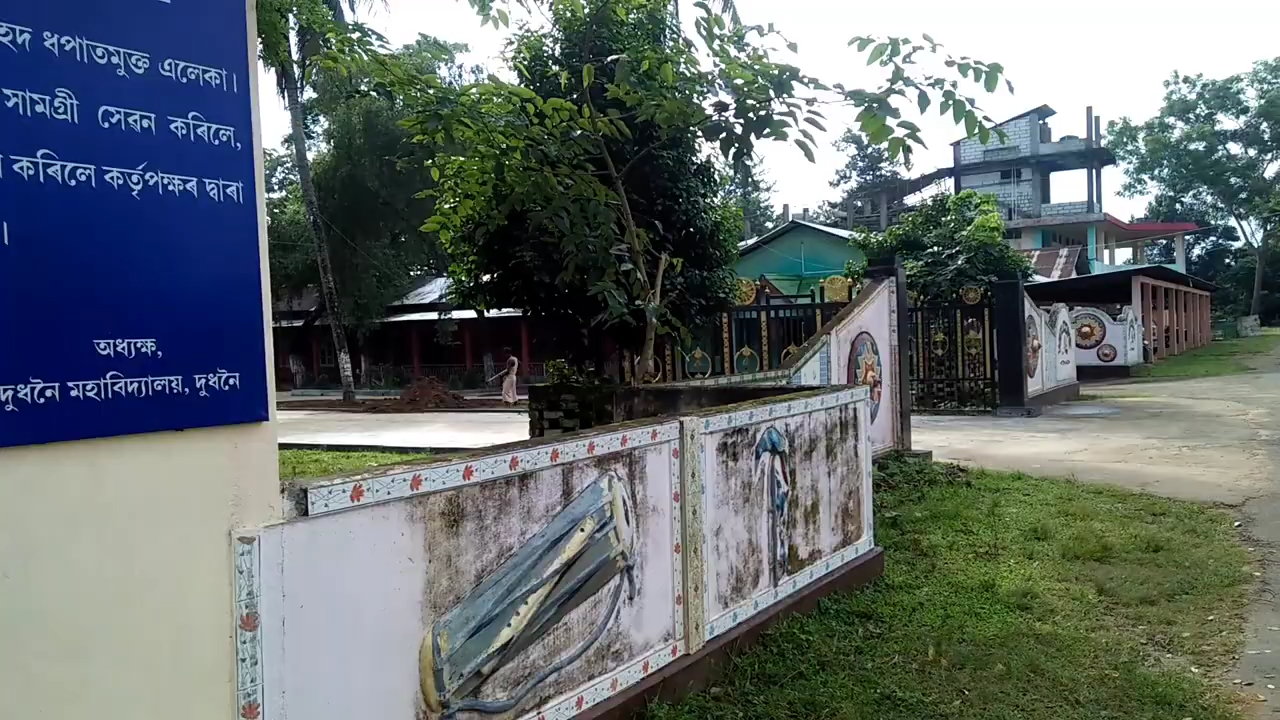 হদ ধপাতমুক্ত এলেকা।
সামগ্ৰী সেৱন কৰিলে,
কৰিলে কৰ্তৃপক্ষৰ দ্বাৰা
।
অধ্যক্ষ,
দুধনৈ মহাবিদ্যালয়, দুধনৈ